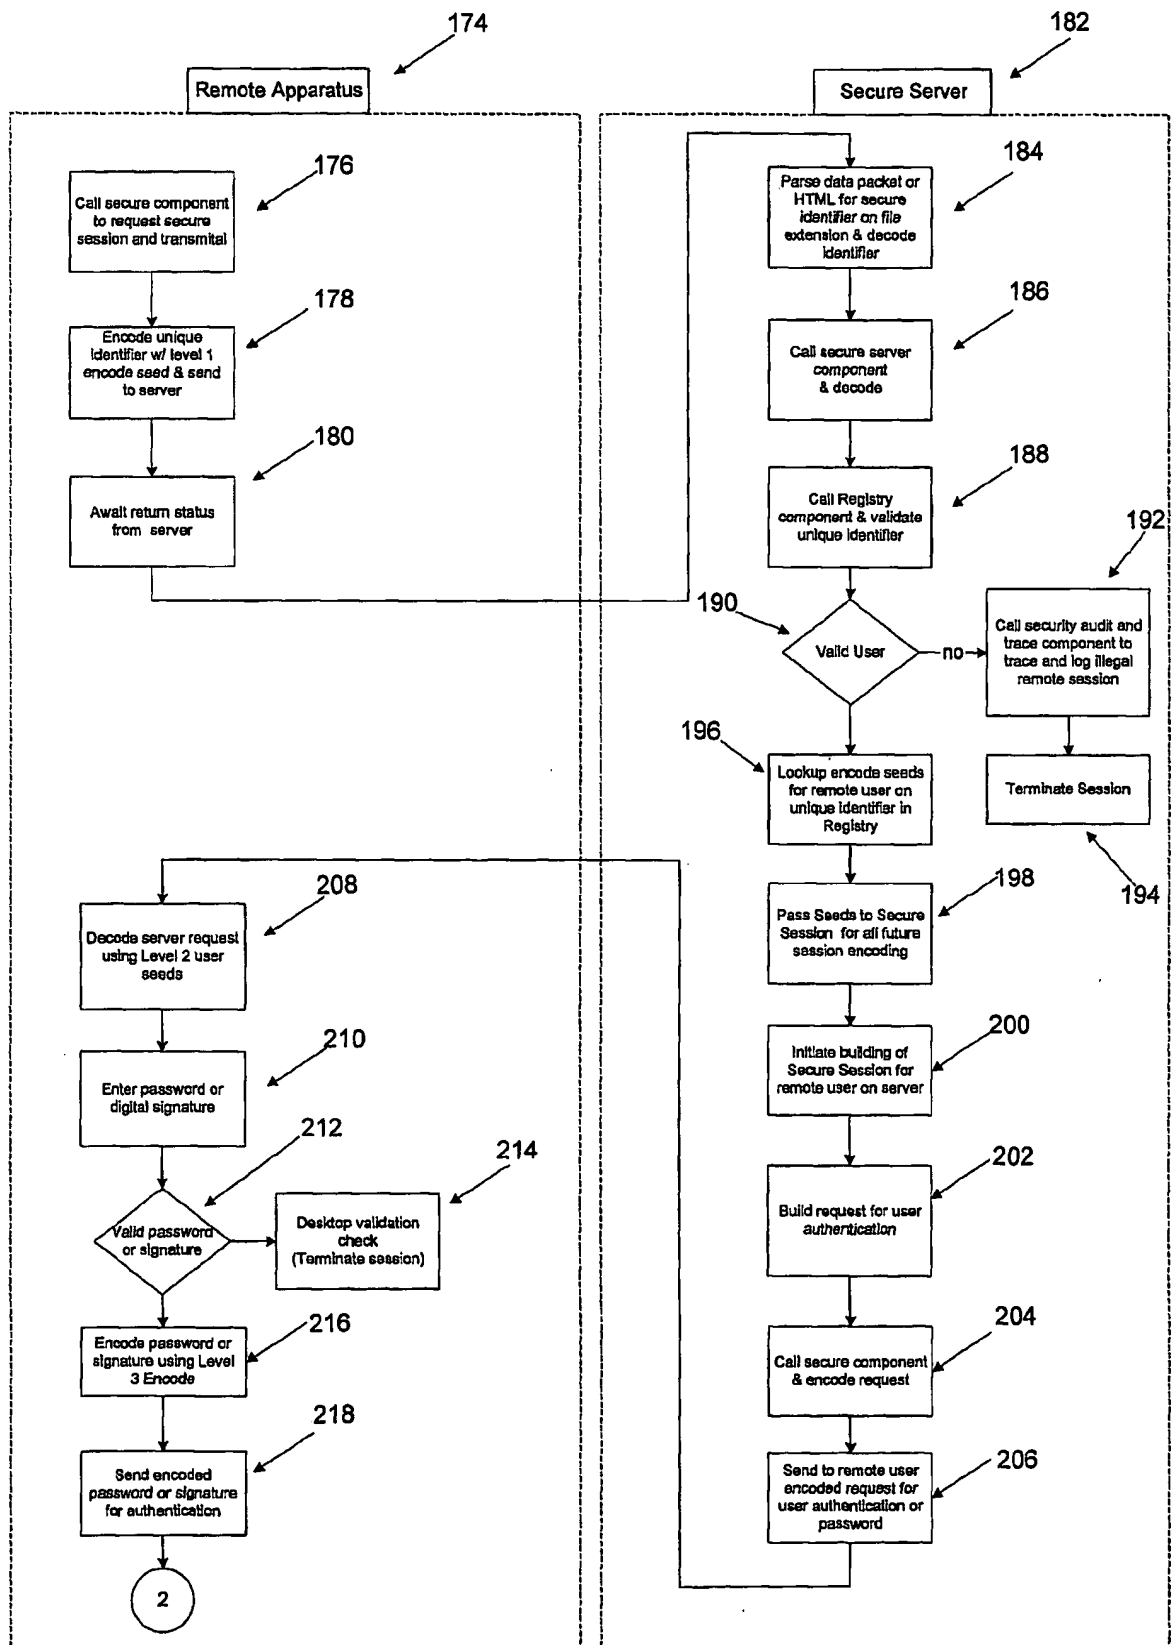 174
Remote Apparatus
176
Call secure component
to request secure
session and transmital
178
Encode unique
identifier w/ level 1
encode seed & send
to server
180
Await return status
from server
182
Secure Server
184
Parse data packet or
HTML for secure
identifier on file
extension & decode
identifier
186
Call secure server
component
& decode
188
Call Registry
component & validate
unique identifier
190
Valid User
no
192
Call security audit and
trace component to
trace and log illegal
remote session
Terminate Session
194
196
Lookup encode seeds
for remote user on
unique identifier in
Registry
198
Pass Seeds to Secure
Session for all future
session encoding
200
Initiate building of
Secure Session for
remote user on server
202
Build request for user
authentication
204
Call secure component
& encode request
206
Send to remote user
encoded request for
user authentication or
password
208
Decode server request
using Level 2 user
seeds
210
Enter password or
digital signature
212
Valid password
or signature
214
Desktop validation
check
(Terminate session)
216
Encode password or
signature using Level
3 Encode
218
Send encoded
password or signature
for authentication
2